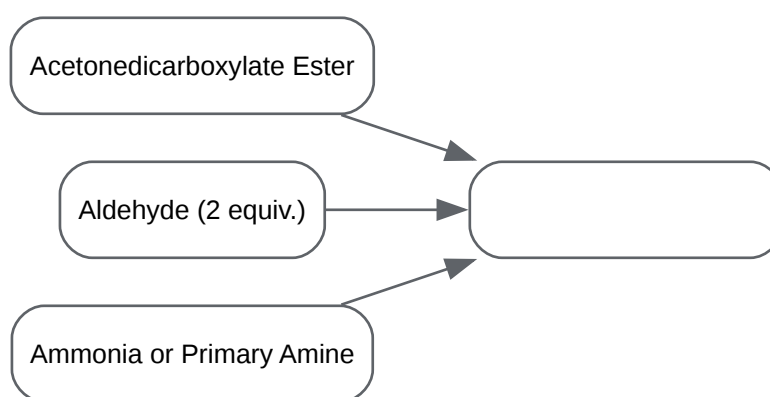 Acetonedicarboxylate Ester
Aldehyde (2 equiv.)
Ammonia or Primary Amine